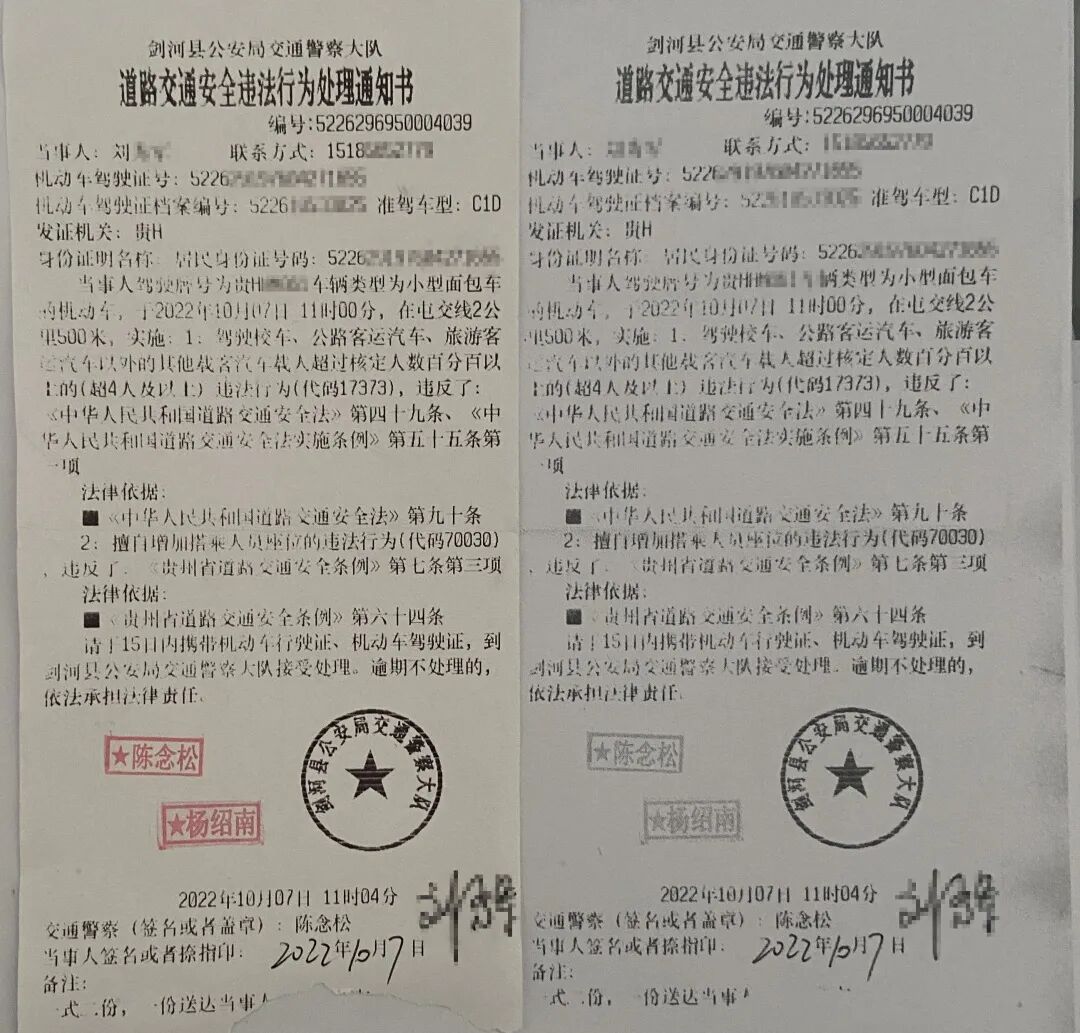 剑河县公安局交通警察大队
道路交通安全违法行为处理通知书
编号:5226296950004039
当事人: 刘 联系方式: 15185
机动车驾驶证号: 5226
机动车驾驶证档案编号: 5226 准驾车型: C1D
发证机关: 贵H
身份证明名称: 居民身份证号码: 5226
当事人驾驶牌号为贵H 车辆类型为小型面包车
的机动车, 于2022年10月07日 11时00分, 在屯交线2公
里500米, 实施: 1、驾驶校车、公路客运汽车、旅游客
运汽车以外的其他载客汽车载人超过核定人数百分百以
上的(超4人及以上) 违法行为(代码17373), 违反了:
《中华人民共和国道路交通安全法》第四十九条、《中
华人民共和国道路交通安全法实施条例》第五十五条第
一项
法律依据:
■《中华人民共和国道路交通安全法》第九十条
2: 擅自增加搭乘人员座位的违法行为(代码70030)
, 违反了: 《贵州省道路交通安全条例》第七条第三项
法律依据:
■《贵州省道路交通安全条例》第六十四条
请于15日内携带机动车行驶证、机动车驾驶证, 到
剑河县公安局交通警察大队接受处理。逾期不处理的,
依法承担法律责任。
★陈念松
★杨绍南
剑河县公安局交通警察大队
2022年10月07日 11时04分
交通警察 (签名或者盖章) : 陈念松
当事人签名或者捺指印: 2022年10月7日
备注:
一式二份, 一份送达当事人
剑河县公安局交通警察大队
道路交通安全违法行为处理通知书
编号:5226296950004039
当事人: 联系方式:
机动车驾驶证号: 5226
机动车驾驶证档案编号: 522 准驾车型: C1D
发证机关: 贵H
身份证明名称: 居民身份证号码: 5226
当事人驾驶牌号为贵H 辆类型为小型面包车
的机动车, 于2022年10月07日 11时00分, 在屯交线2公
里500米, 实施: 1、驾驶校车、公路客运汽车、旅游客
运汽车以外的其他载客汽车载人超过核定人数百分百以
上的(超4人及以上) 违法行为(代码17373), 违反了:
《中华人民共和国道路交通安全法》第四十九条、《中
华人民共和国道路交通安全法实施条例》第五十五条第
一项
法律依据:
■《中华人民共和国道路交通安全法》第九十条
2: 擅自增加搭乘人员座位的违法行为(代码70030)
, 违反了: 《贵州省道路交通安全条例》第七条第三项
法律依据:
■《贵州省道路交通安全条例》第六十四条
请于15日内携带机动车行驶证、机动车驾驶证, 到
剑河县公安局交通警察大队接受处理。逾期不处理的,
依法承担法律责任。
★陈念松
★杨绍南
剑河县公安局交通警察大队
2022年10月07日 11时04分
交通警察 (签名或者盖章) : 陈念松
当事人签名或者捺指印: 2022年10月7日
备注:
一式二份, 一份送达当事人